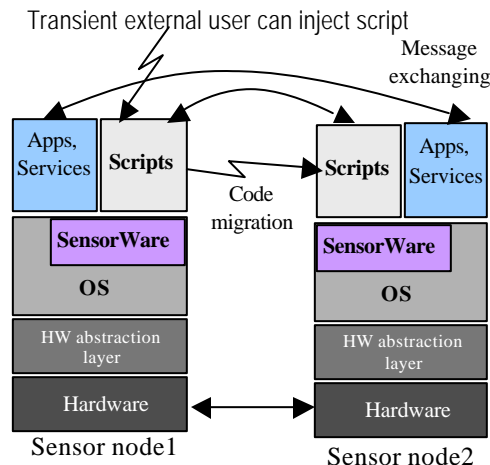 Transient external user can inject script
Message
exchanging
Apps,
Services
Scripts
Code
migration
Scripts
Apps,
Services
SensorWare
OS
SensorWare
OS
HW abstraction
layer
HW abstraction
layer
Hardware
Hardware
Sensor node1
Sensor node2